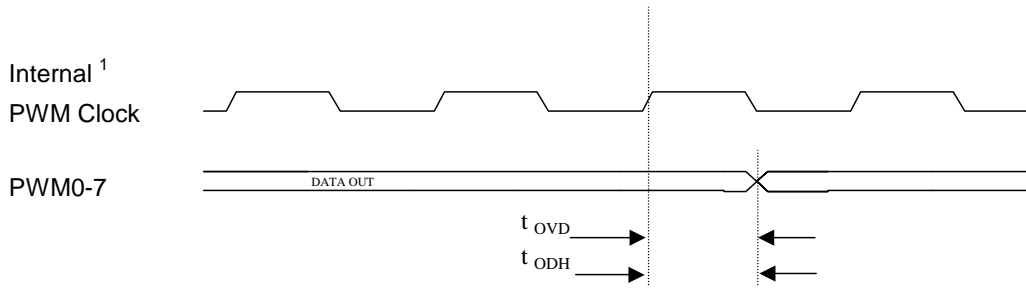 Internal 1
PWM Clock
PWM0-7
DATA OUT
t OVD
t ODH